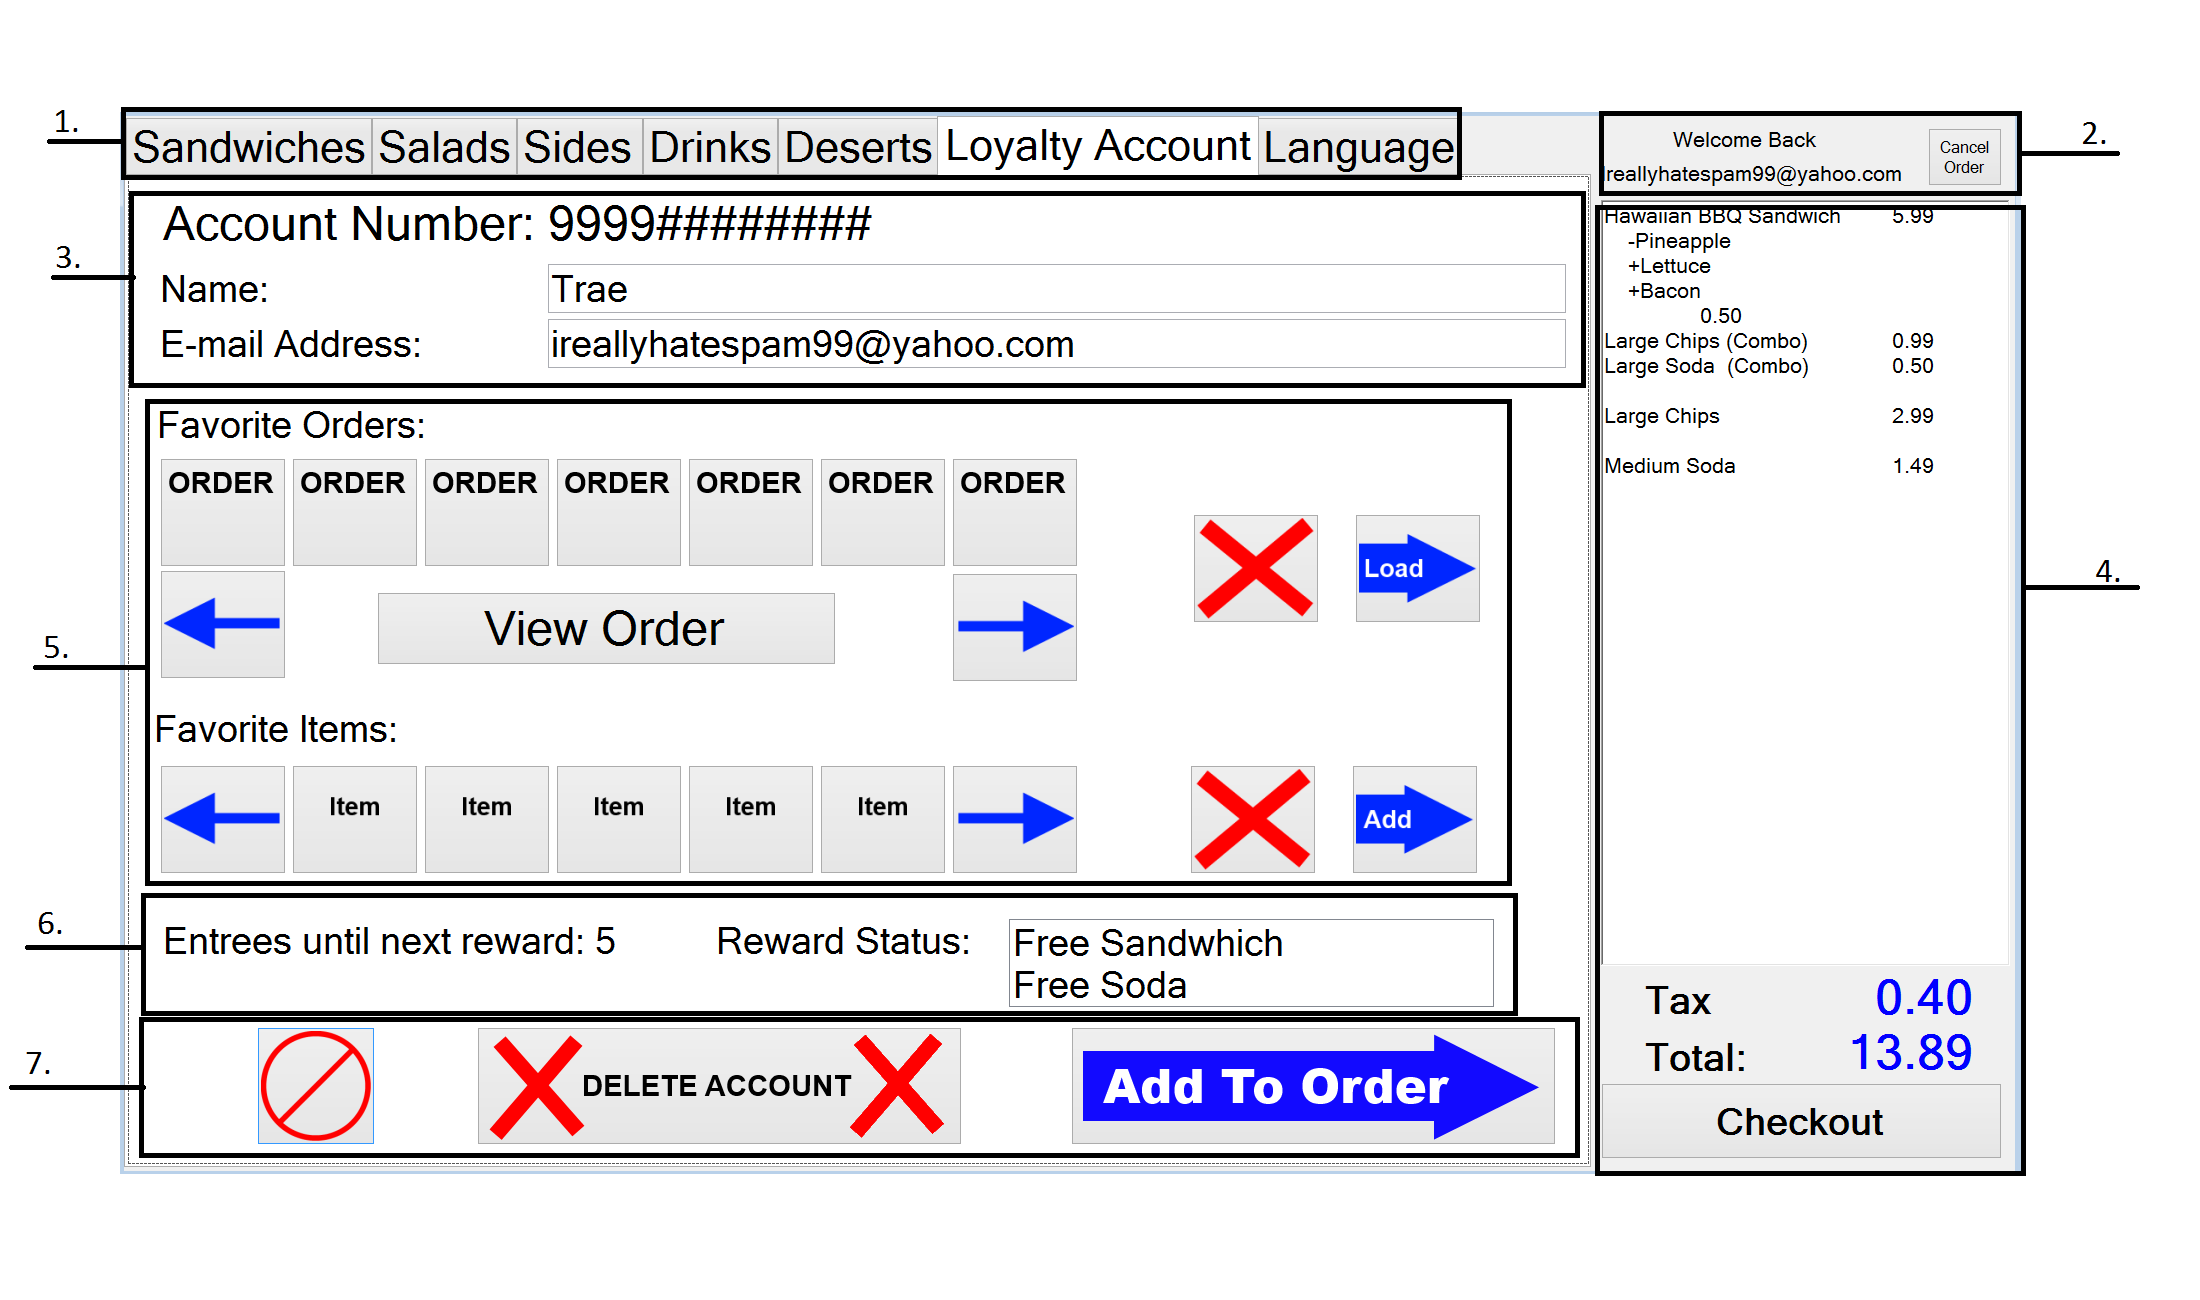 1.
Sandwiches Salads Sides Drinks Deserts Loyalty Account Language
2.
Welcome Back
ireallyhatespam99@yahoo.com
Cancel
Order
3.
Account Number: 9999########
Name: Trae
E-mail Address: ireallyhatespam99@yahoo.com
4.
Hawaiian BBQ Sandwich 5.99
-Pineapple
+Lettuce
+Bacon
0.50
Large Chips (Combo) 0.99
Large Soda (Combo) 0.50
Large Chips 2.99
Medium Soda 1.49
Tax 0.40
Total: 13.89
Checkout
5.
Favorite Orders:
ORDER ORDER ORDER ORDER ORDER ORDER ORDER
View Order
Load
Favorite Items:
Item Item Item Item Item
Add
6.
Entrees until next reward: 5
Reward Status: Free Sandwhich
Free Soda
7.
DELETE ACCOUNT
Add To Order